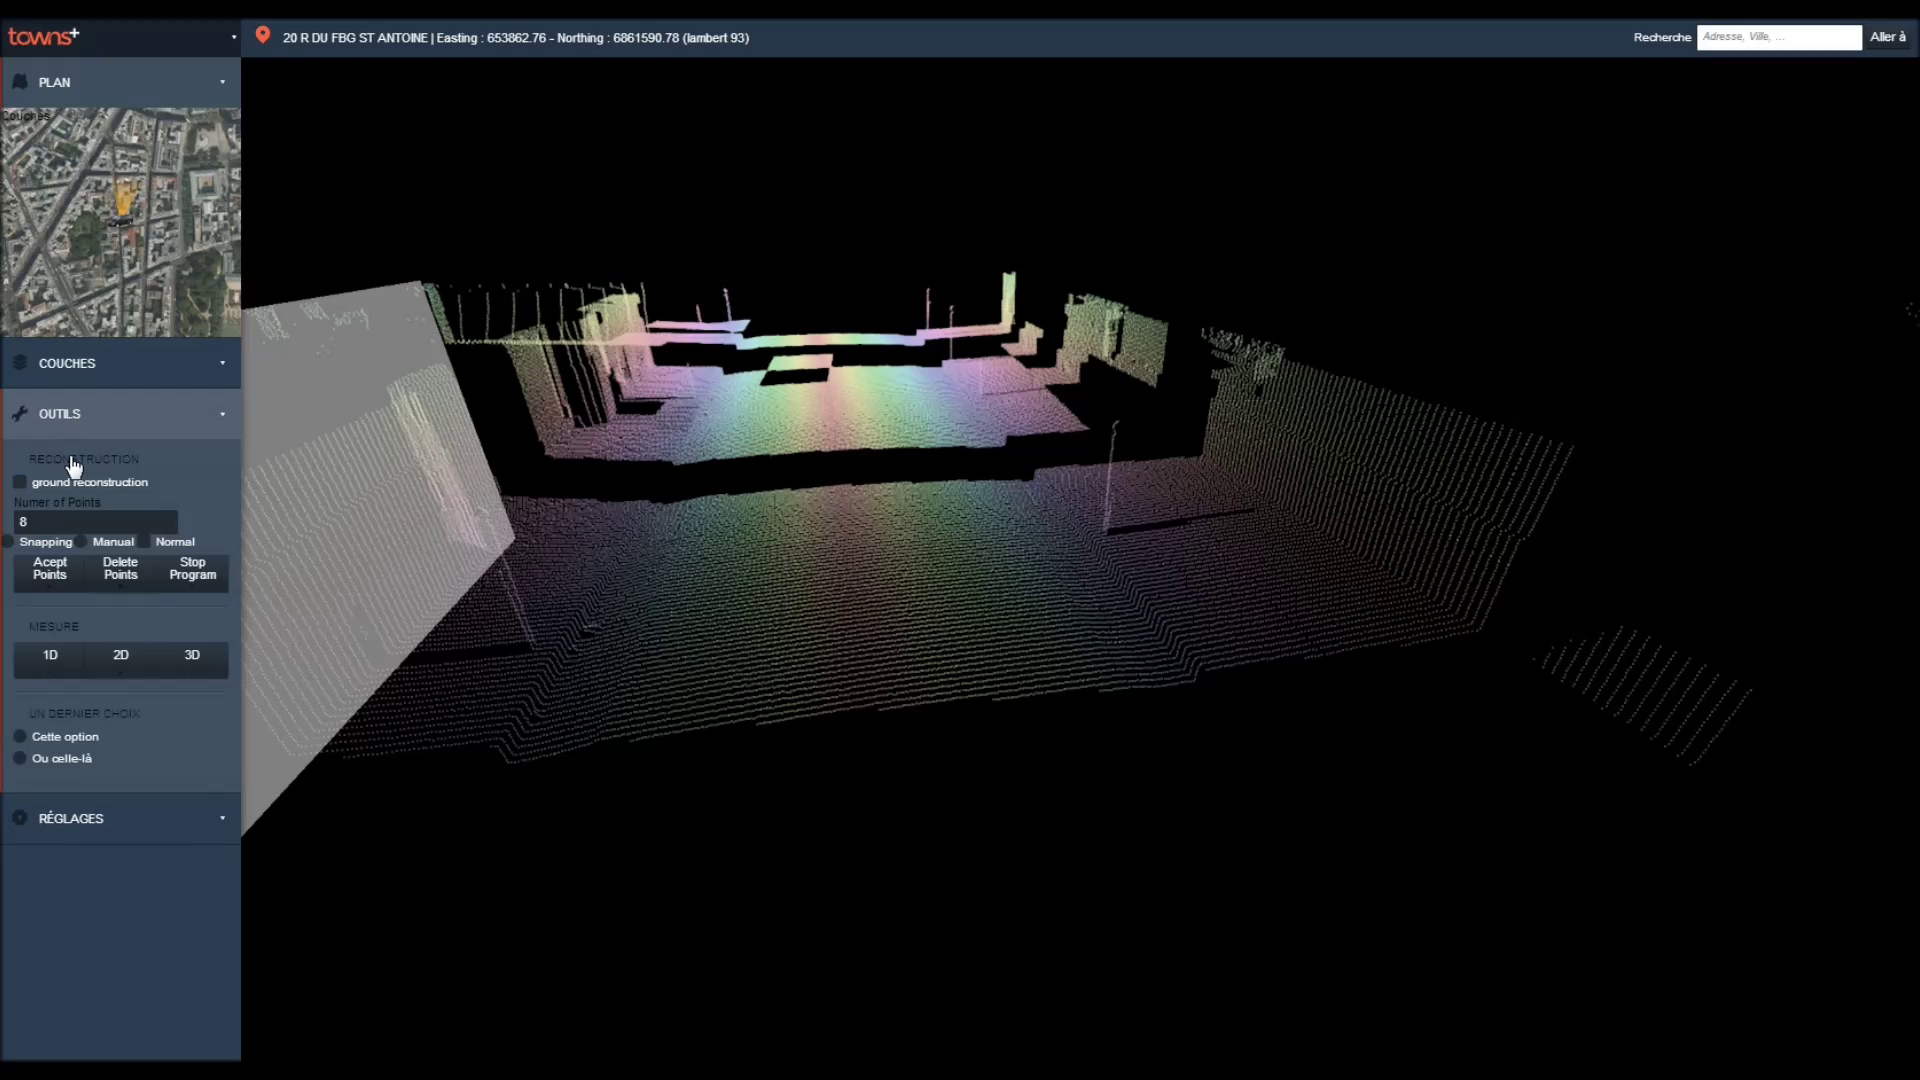 towns+
20 R DU FBG ST ANTOINE | Easting : 653862.76 - Northing : 6861590.78 (lambert 93)
Recherche
Adresse, Ville, ...
Aller à
PLAN
Couches
COUCHES
OUTILS
RECONSTRUCTION
ground reconstruction
Numer of Points
8
Snapping Manual Normal
Acept Points
Delete Points
Stop Program
MESURE
1D 2D 3D
UN DERNIER CHOIX
Cette option
Ou celle-là
RÉGLAGES